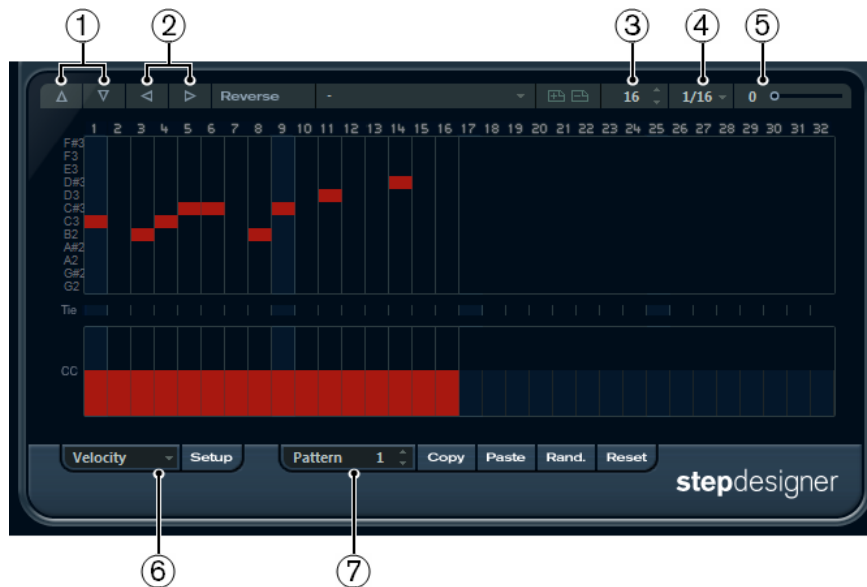 1 2 3 4 5
Reverse - 16 1/16 0
1 2 3 4 5 6 7 8 9 10 11 12 13 14 15 16 17 18 19 20 21 22 23 24 25 26 27 28 29 30 31 32
F#3
F3
E3
D#3
D3
C#3
C3
B2
A#2
A2
G#2
G2
Tie
CC
Velocity Setup Pattern 1 Copy Paste Rand. Reset
stepdesigner
6 7